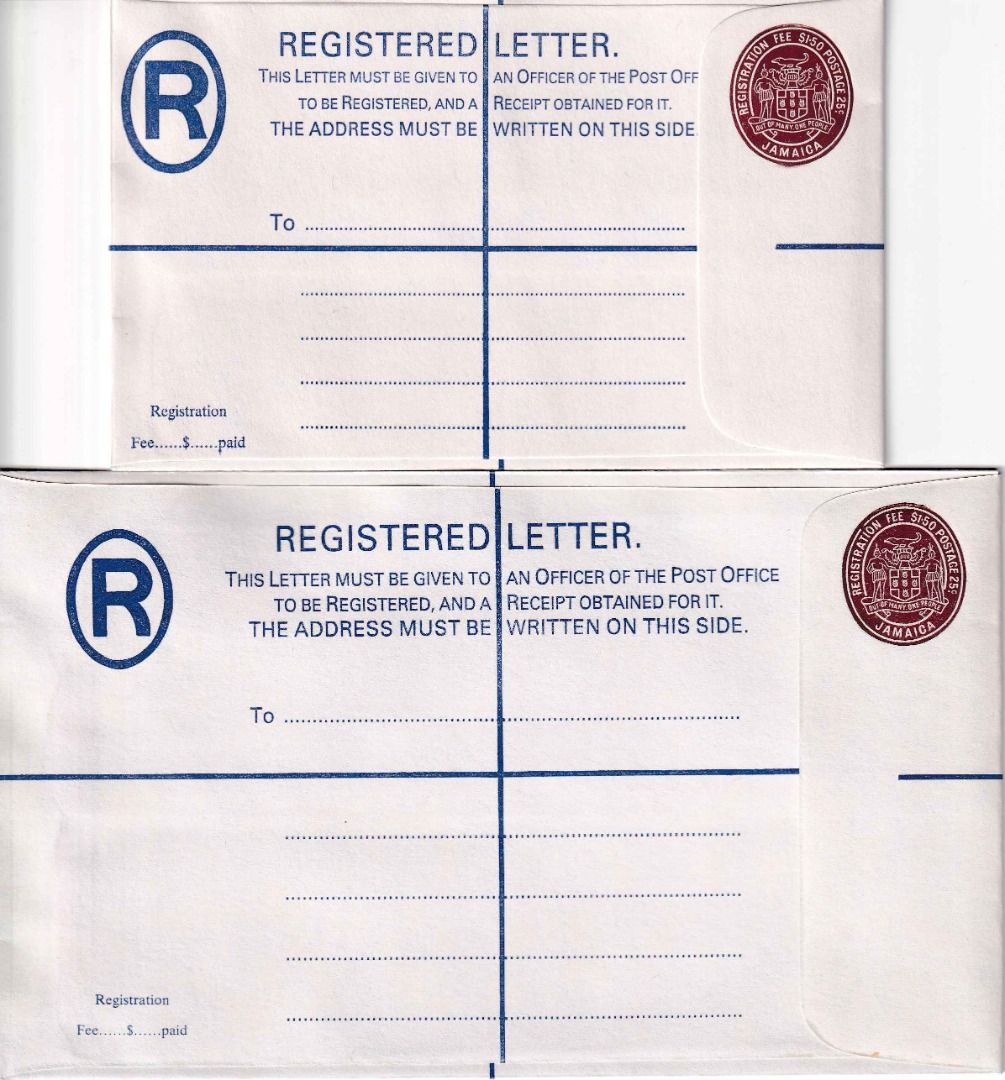 R
REGISTERED LETTER.
THIS LETTER MUST BE GIVEN TO AN OFFICER OF THE POST OFF
TO BE REGISTERED, AND A RECEIPT OBTAINED FOR IT.
THE ADDRESS MUST BE WRITTEN ON THIS SIDE
REGISTRATION FEE $1·50 POSTAGE 25c
OUT OF MANY, ONE PEOPLE
JAMAICA
To ........................................................................
Registration
Fee......$......paid
R
REGISTERED LETTER.
THIS LETTER MUST BE GIVEN TO AN OFFICER OF THE POST OFFICE
TO BE REGISTERED, AND A RECEIPT OBTAINED FOR IT.
THE ADDRESS MUST BE WRITTEN ON THIS SIDE.
REGISTRATION FEE $1·50 POSTAGE 25c
OUT OF MANY, ONE PEOPLE
JAMAICA
To ........................................................................
Registration
Fee......$......paid